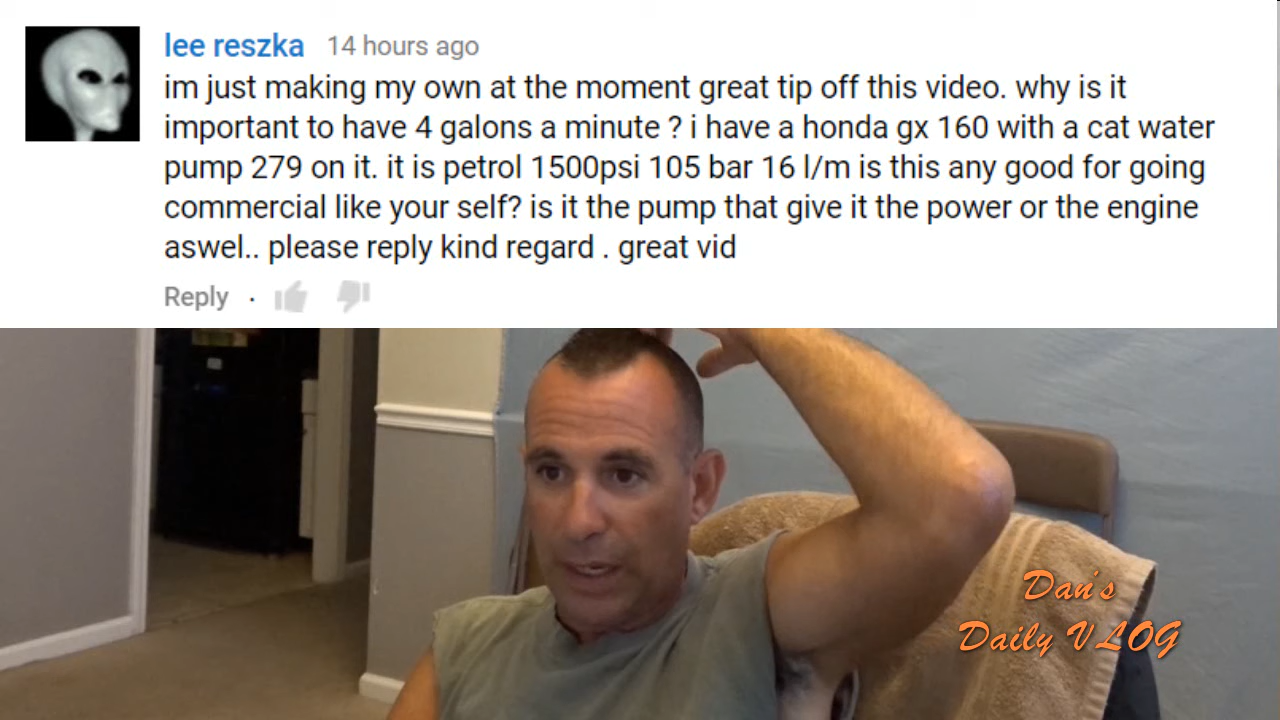 lee reszka 14 hours ago
im just making my own at the moment great tip off this video. why is it
important to have 4 galons a minute ? i have a honda gx 160 with a cat water
pump 279 on it. it is petrol 1500psi 105 bar 16 l/m is this any good for going
commercial like your self? is it the pump that give it the power or the engine
aswel.. please reply kind regard . great vid
Reply ·
Dan's
Daily VLOG